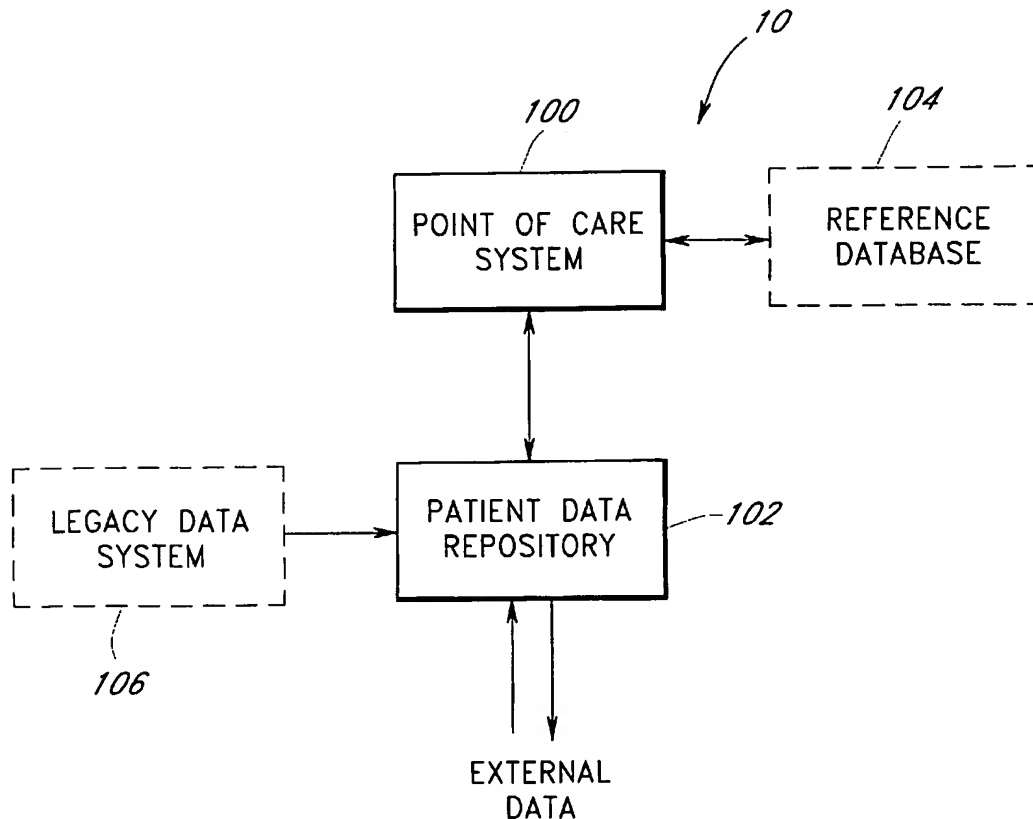 10
100
104
POINT OF CARE
SYSTEM
REFERENCE
DATABASE
LEGACY DATA
SYSTEM
PATIENT DATA
REPOSITORY
102
106
EXTERNAL
DATA